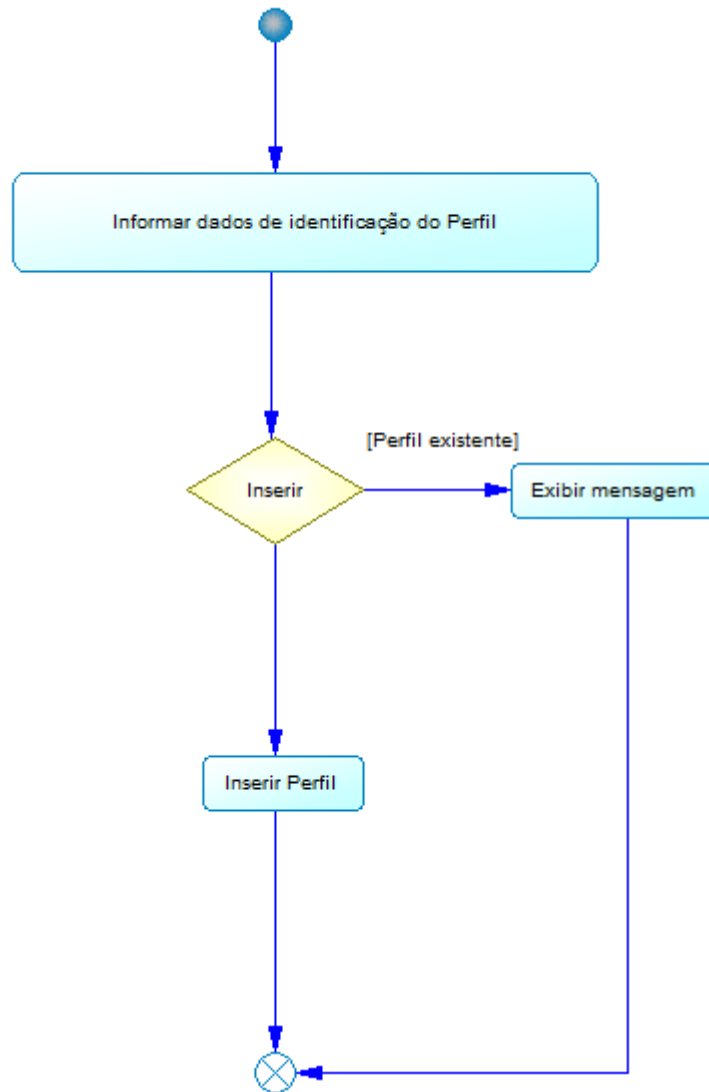 Informar dados de identificação do Perfil
[Perfil existente]
Inserir
Exibir mensagem
Inserir Perfil